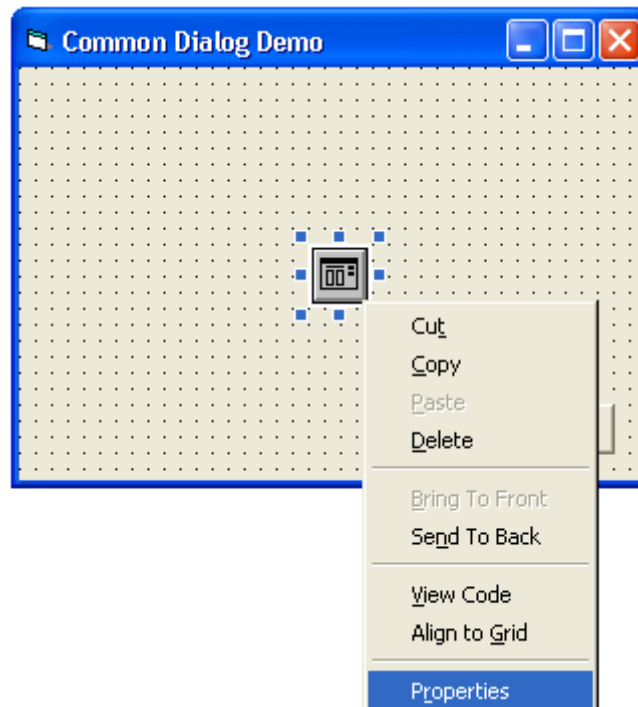 Common Dialog Demo
Cut
Copy
Paste
Delete
Bring To Front
Send To Back
View Code
Align to Grid
Properties